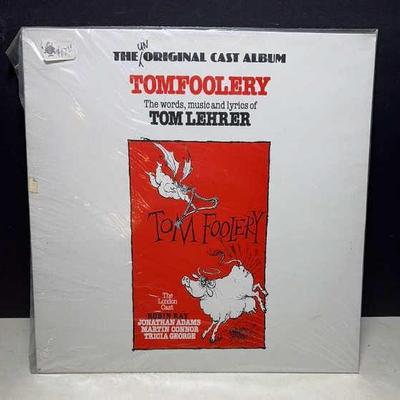 UN
THE ORIGINAL CAST ALBUM
TOMFOOLERY
The words, music and lyrics of
TOM LEHRER
TOM FOOLERY
The
London
Cast
ROBIN RAY
JONATHAN ADAMS
MARTIN CONNOR
TRICIA GEORGE